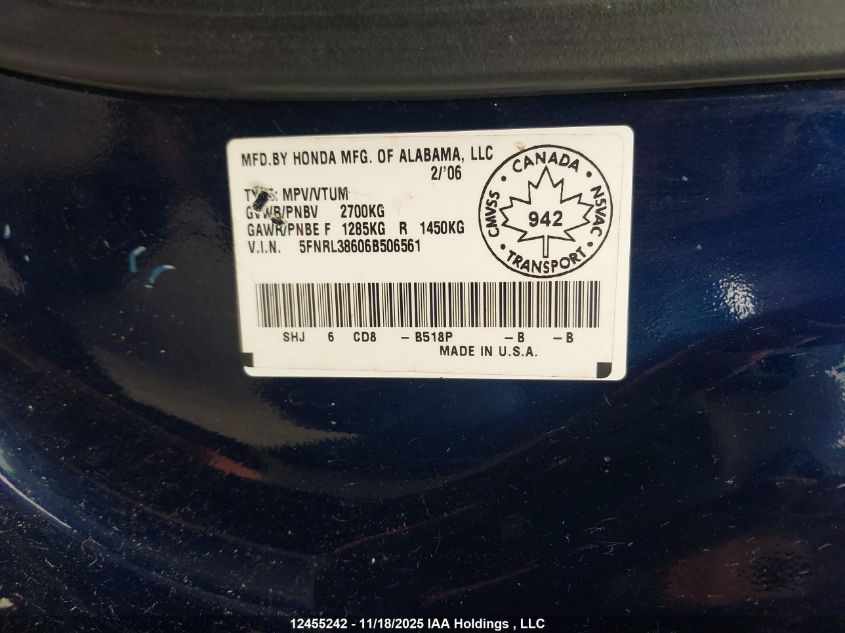 MFD.BY HONDA MFG. OF ALABAMA, LLC
2/'06
TYPE: MPV/VTUM
GVWR/PNBV 2700KG
GAWR/PNBE F 1285KG R 1450KG
V.I.N. 5FNRL38606B506561
CANADA
CMVSS
942
NSVAC
TRANSPORT
SHJ 6 CD8 - B518P - B - B
MADE IN U.S.A.
12455242 - 11/18/2025 IAA Holdings , LLC